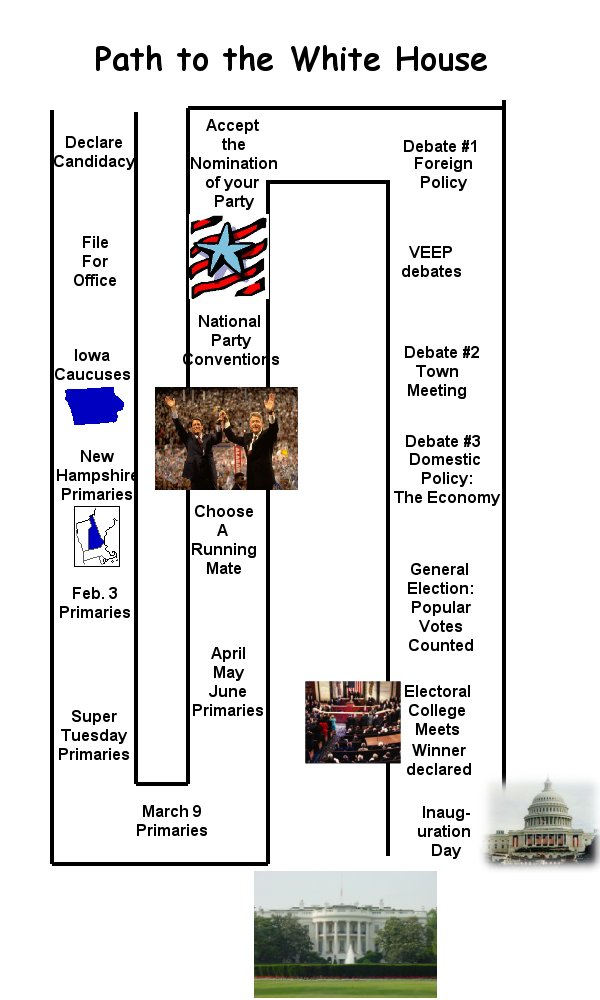 Path to the White House
Declare
Candidacy
File
For
Office
Iowa
Caucuses
New
Hampshire
Primaries
Feb. 3
Primaries
Super
Tuesday
Primaries
March 9
Primaries
April
May
June
Primaries
Choose
A
Running
Mate
National
Party
Conventions
Accept
the
Nomination
of your
Party
Debate #1
Foreign
Policy
VEEP
debates
Debate #2
Town
Meeting
Debate #3
Domestic
Policy:
The Economy
General
Election:
Popular
Votes
Counted
Electoral
College
Meets
Winner
declared
Inaug-
uration
Day